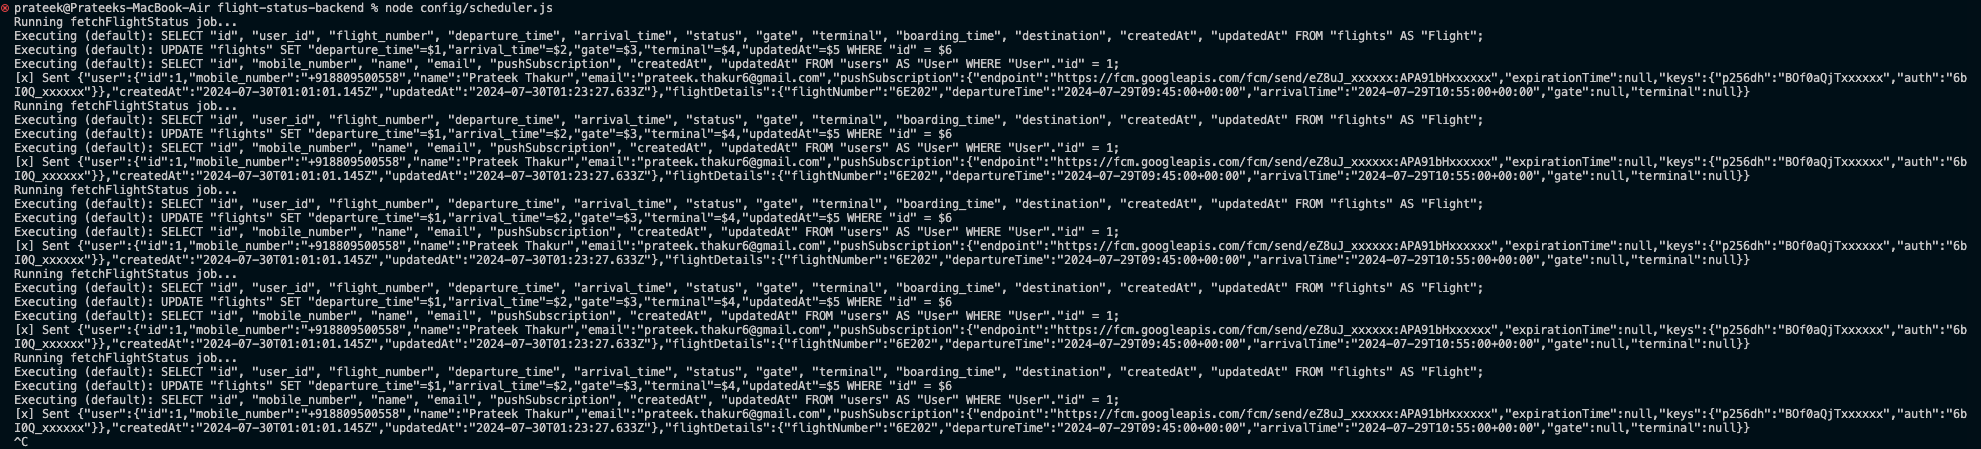 prateek@Prateeks-MacBook-Air flight-status-backend % node config/scheduler.js
Running fetchFlightStatus job...
Executing (default): SELECT "id", "user_id", "flight_number", "departure_time", "arrival_time", "status", "gate", "terminal", "boarding_time", "destination", "createdAt", "updatedAt" FROM "flights" AS "Flight";
Executing (default): UPDATE "flights" SET "departure_time"=$1,"arrival_time"=$2,"gate"=$3,"terminal"=$4,"updatedAt"=$5 WHERE "id" = $6
Executing (default): SELECT "id", "mobile_number", "name", "email", "pushSubscription", "createdAt", "updatedAt" FROM "users" AS "User" WHERE "User"."id" = 1;
[x] Sent {"user":{"id":1,"mobile_number":"+918809500558","name":"Prateek Thakur","email":"prateek.thakur6@gmail.com","pushSubscription":{"endpoint":"https://fcm.googleapis.com/fcm/send/eZ8uJ_xxxxxx:APA91bHxxxxxx","expirationTime":null,"keys":{"p256dh":"BOf0aQjTxxxxxx","auth":"6b
I0Q_xxxxxx"}},"createdAt":"2024-07-30T01:01:01.145Z","updatedAt":"2024-07-30T01:23:27.633Z"},"flightDetails":{"flightNumber":"6E202","departureTime":"2024-07-29T09:45:00+00:00","arrivalTime":"2024-07-29T10:55:00+00:00","gate":null,"terminal":null}}
Running fetchFlightStatus job...
Executing (default): SELECT "id", "user_id", "flight_number", "departure_time", "arrival_time", "status", "gate", "terminal", "boarding_time", "destination", "createdAt", "updatedAt" FROM "flights" AS "Flight";
Executing (default): UPDATE "flights" SET "departure_time"=$1,"arrival_time"=$2,"gate"=$3,"terminal"=$4,"updatedAt"=$5 WHERE "id" = $6
Executing (default): SELECT "id", "mobile_number", "name", "email", "pushSubscription", "createdAt", "updatedAt" FROM "users" AS "User" WHERE "User"."id" = 1;
[x] Sent {"user":{"id":1,"mobile_number":"+918809500558","name":"Prateek Thakur","email":"prateek.thakur6@gmail.com","pushSubscription":{"endpoint":"https://fcm.googleapis.com/fcm/send/eZ8uJ_xxxxxx:APA91bHxxxxxx","expirationTime":null,"keys":{"p256dh":"BOf0aQjTxxxxxx","auth":"6b
I0Q_xxxxxx"}},"createdAt":"2024-07-30T01:01:01.145Z","updatedAt":"2024-07-30T01:23:27.633Z"},"flightDetails":{"flightNumber":"6E202","departureTime":"2024-07-29T09:45:00+00:00","arrivalTime":"2024-07-29T10:55:00+00:00","gate":null,"terminal":null}}
Running fetchFlightStatus job...
Executing (default): SELECT "id", "user_id", "flight_number", "departure_time", "arrival_time", "status", "gate", "terminal", "boarding_time", "destination", "createdAt", "updatedAt" FROM "flights" AS "Flight";
Executing (default): UPDATE "flights" SET "departure_time"=$1,"arrival_time"=$2,"gate"=$3,"terminal"=$4,"updatedAt"=$5 WHERE "id" = $6
Executing (default): SELECT "id", "mobile_number", "name", "email", "pushSubscription", "createdAt", "updatedAt" FROM "users" AS "User" WHERE "User"."id" = 1;
[x] Sent {"user":{"id":1,"mobile_number":"+918809500558","name":"Prateek Thakur","email":"prateek.thakur6@gmail.com","pushSubscription":{"endpoint":"https://fcm.googleapis.com/fcm/send/eZ8uJ_xxxxxx:APA91bHxxxxxx","expirationTime":null,"keys":{"p256dh":"BOf0aQjTxxxxxx","auth":"6b
I0Q_xxxxxx"}},"createdAt":"2024-07-30T01:01:01.145Z","updatedAt":"2024-07-30T01:23:27.633Z"},"flightDetails":{"flightNumber":"6E202","departureTime":"2024-07-29T09:45:00+00:00","arrivalTime":"2024-07-29T10:55:00+00:00","gate":null,"terminal":null}}
Running fetchFlightStatus job...
Executing (default): SELECT "id", "user_id", "flight_number", "departure_time", "arrival_time", "status", "gate", "terminal", "boarding_time", "destination", "createdAt", "updatedAt" FROM "flights" AS "Flight";
Executing (default): UPDATE "flights" SET "departure_time"=$1,"arrival_time"=$2,"gate"=$3,"terminal"=$4,"updatedAt"=$5 WHERE "id" = $6
Executing (default): SELECT "id", "mobile_number", "name", "email", "pushSubscription", "createdAt", "updatedAt" FROM "users" AS "User" WHERE "User"."id" = 1;
[x] Sent {"user":{"id":1,"mobile_number":"+918809500558","name":"Prateek Thakur","email":"prateek.thakur6@gmail.com","pushSubscription":{"endpoint":"https://fcm.googleapis.com/fcm/send/eZ8uJ_xxxxxx:APA91bHxxxxxx","expirationTime":null,"keys":{"p256dh":"BOf0aQjTxxxxxx","auth":"6b
I0Q_xxxxxx"}},"createdAt":"2024-07-30T01:01:01.145Z","updatedAt":"2024-07-30T01:23:27.633Z"},"flightDetails":{"flightNumber":"6E202","departureTime":"2024-07-29T09:45:00+00:00","arrivalTime":"2024-07-29T10:55:00+00:00","gate":null,"terminal":null}}
Running fetchFlightStatus job...
Executing (default): SELECT "id", "user_id", "flight_number", "departure_time", "arrival_time", "status", "gate", "terminal", "boarding_time", "destination", "createdAt", "updatedAt" FROM "flights" AS "Flight";
Executing (default): UPDATE "flights" SET "departure_time"=$1,"arrival_time"=$2,"gate"=$3,"terminal"=$4,"updatedAt"=$5 WHERE "id" = $6
Executing (default): SELECT "id", "mobile_number", "name", "email", "pushSubscription", "createdAt", "updatedAt" FROM "users" AS "User" WHERE "User"."id" = 1;
[x] Sent {"user":{"id":1,"mobile_number":"+918809500558","name":"Prateek Thakur","email":"prateek.thakur6@gmail.com","pushSubscription":{"endpoint":"https://fcm.googleapis.com/fcm/send/eZ8uJ_xxxxxx:APA91bHxxxxxx","expirationTime":null,"keys":{"p256dh":"BOf0aQjTxxxxxx","auth":"6b
I0Q_xxxxxx"}},"createdAt":"2024-07-30T01:01:01.145Z","updatedAt":"2024-07-30T01:23:27.633Z"},"flightDetails":{"flightNumber":"6E202","departureTime":"2024-07-29T09:45:00+00:00","arrivalTime":"2024-07-29T10:55:00+00:00","gate":null,"terminal":null}}
^C